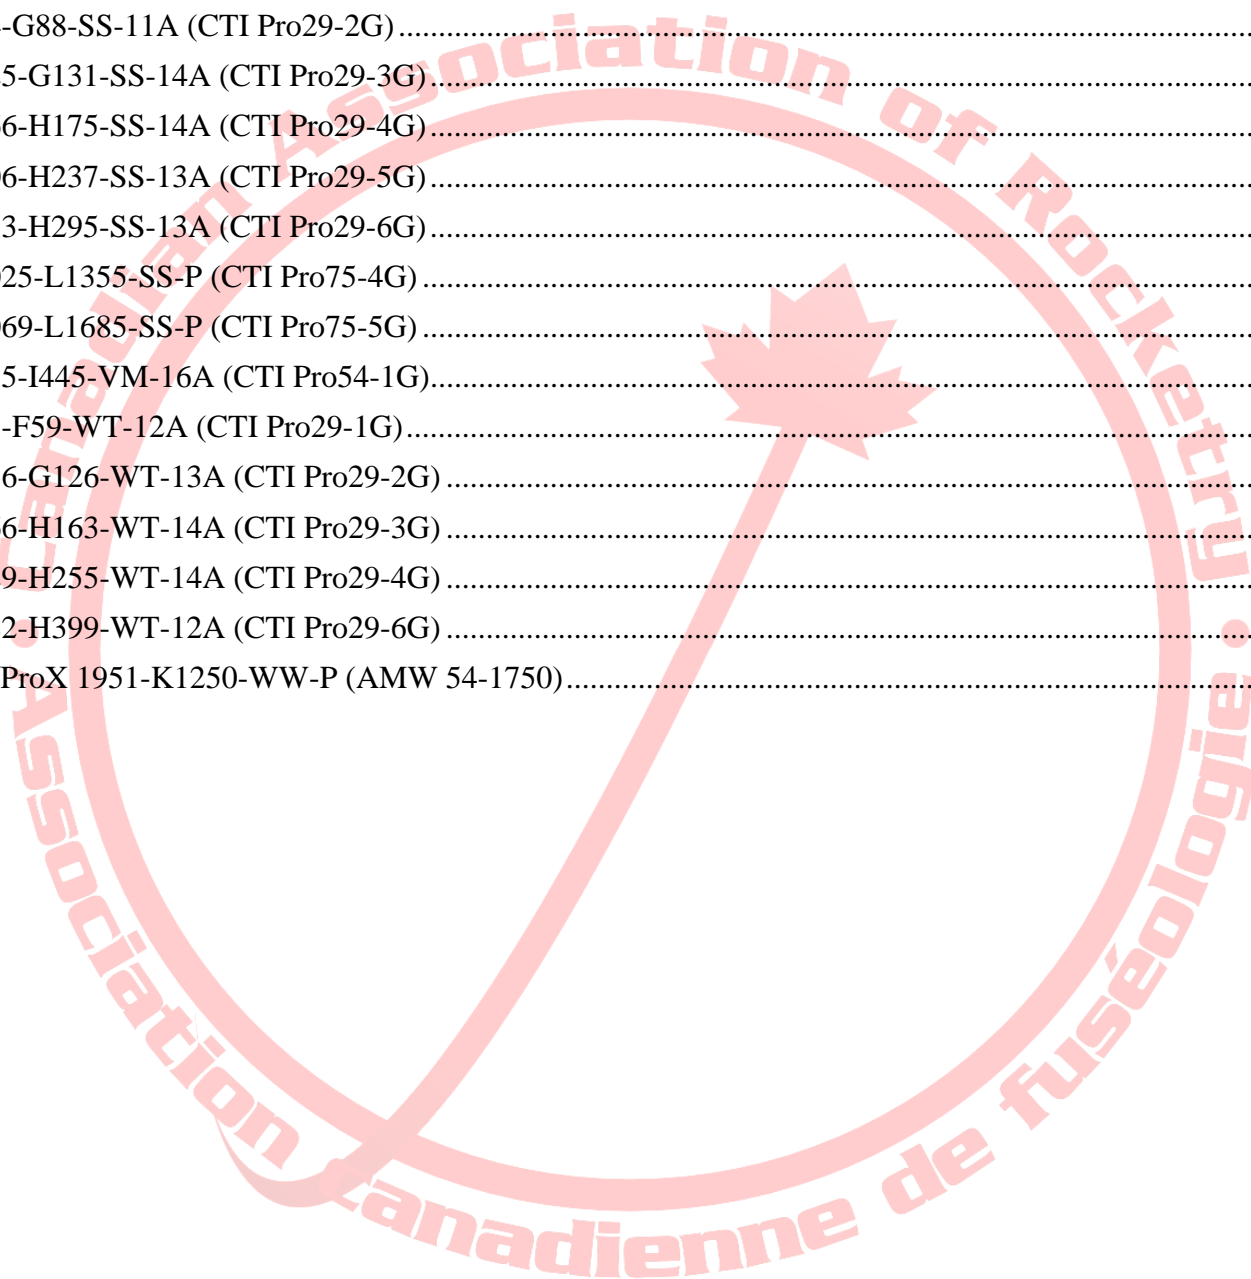 -G88-SS-11A (CTI Pro29-2G)
5-G131-SS-14A (CTI Pro29-3G)
6-H175-SS-14A (CTI Pro29-4G)
6-H237-SS-13A (CTI Pro29-5G)
3-H295-SS-13A (CTI Pro29-6G)
25-L1355-SS-P (CTI Pro75-4G)
69-L1685-SS-P (CTI Pro75-5G)
5-I445-VM-16A (CTI Pro54-1G)
-F59-WT-12A (CTI Pro29-1G)
6-G126-WT-13A (CTI Pro29-2G)
6-H163-WT-14A (CTI Pro29-3G)
9-H255-WT-14A (CTI Pro29-4G)
2-H399-WT-12A (CTI Pro29-6G)
ProX 1951-K1250-WW-P (AMW 54-1750)
Canadian Association of Rocketry • Association canadienne de fuséologie •